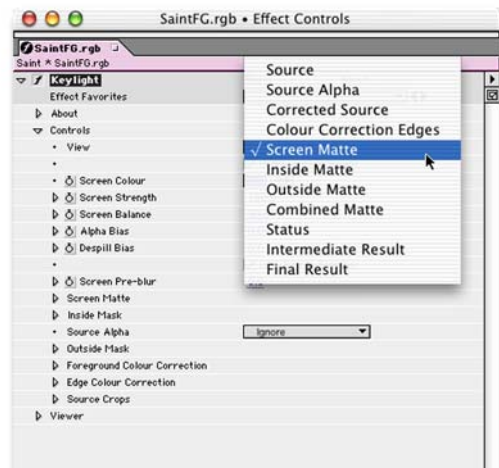 SaintFG.rgb • Effect Controls
SaintFG.rgb
Saint * SaintFG.rgb
Keylight
Effect Favorites
About
Controls
View
Screen Colour
Screen Strength
Screen Balance
Alpha Bias
Despill Bias
Screen Pre-blur
Screen Matte
Inside Mask
Source Alpha
Ignore
Outside Mask
Foreground Colour Correction
Edge Colour Correction
Source Crops
Viewer
Source
Source Alpha
Corrected Source
Colour Correction Edges
√ Screen Matte
Inside Matte
Outside Matte
Combined Matte
Status
Intermediate Result
Final Result